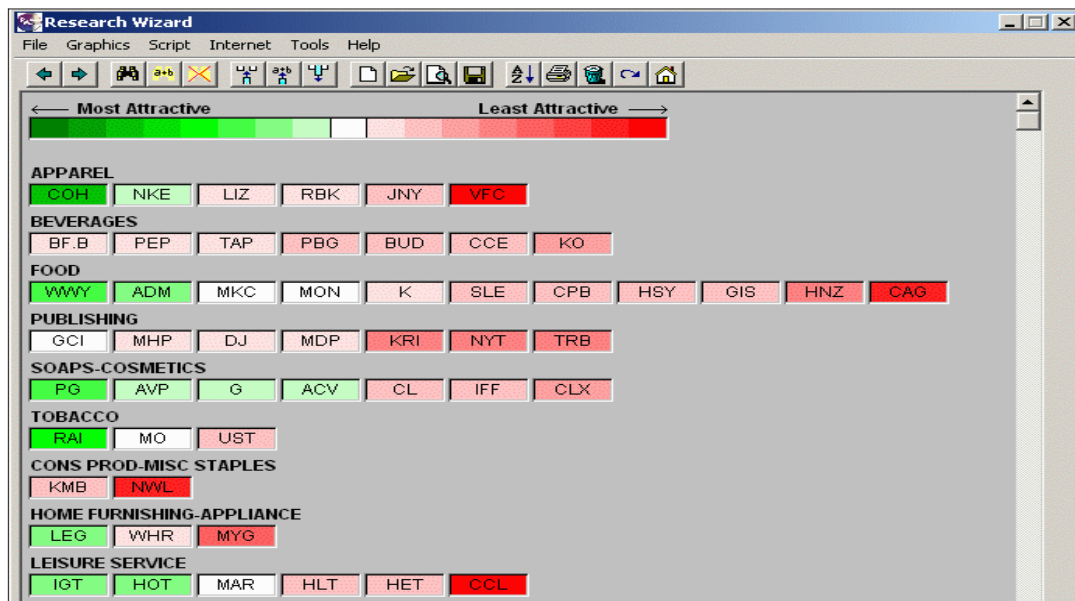 Research Wizard
File Graphics Script Internet Tools Help
a+b a+b
← Most Attractive Least Attractive →
APPAREL
COH NKE LIZ RBK JNY VFC
BEVERAGES
BF.B PEP TAP PBG BUD CCE KO
FOOD
WWY ADM MKC MON K SLE CPB HSY GIS HNZ CAG
PUBLISHING
GCI MHP DJ MDP KRI NYT TRB
SOAPS-COSMETICS
PG AVP G ACV CL IFF CLX
TOBACCO
RAI MO UST
CONS PROD-MISC STAPLES
KMB NWL
HOME FURNISHING-APPLIANCE
LEG WHR MYG
LEISURE SERVICE
IGT HOT MAR HLT HET CCL